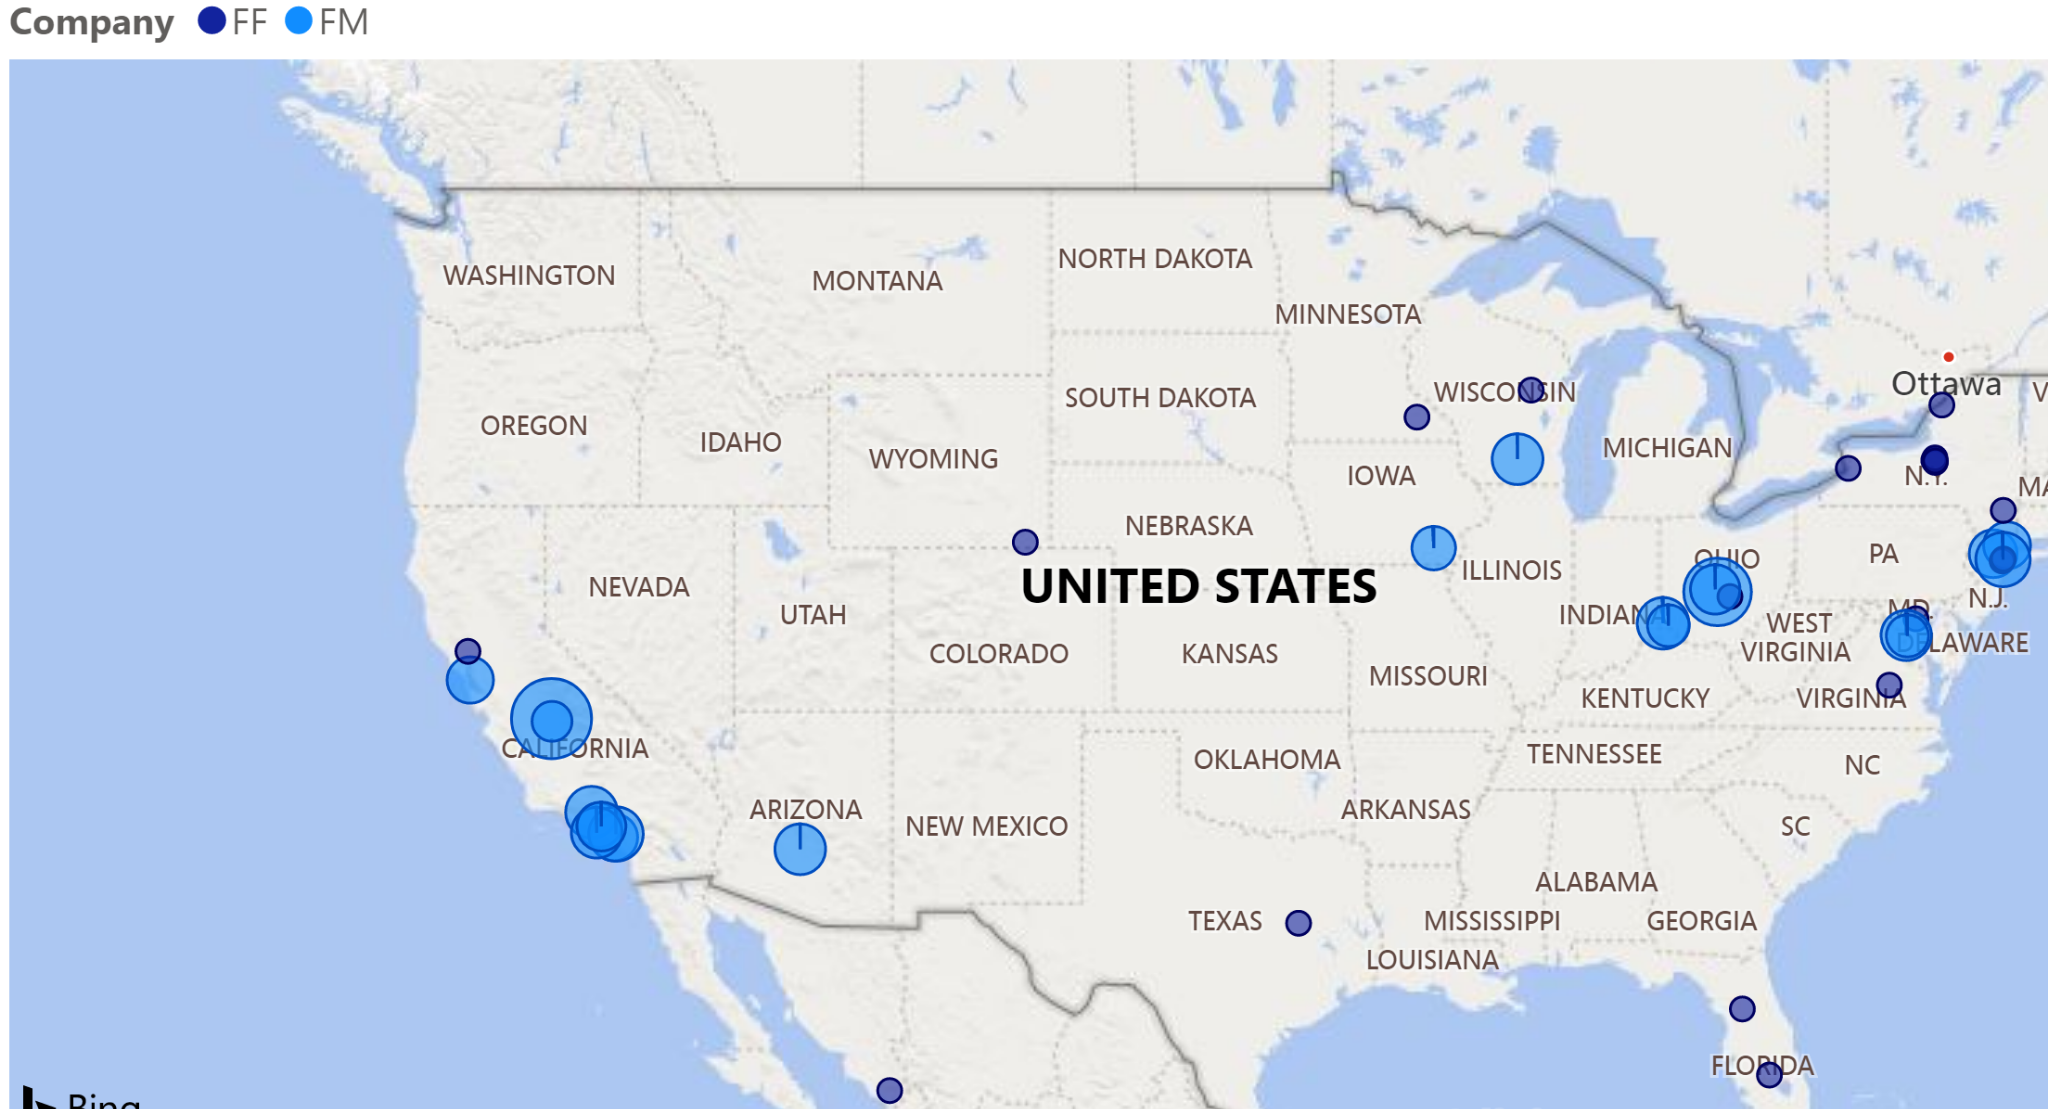 Company FF FM
WASHINGTON
MONTANA
NORTH DAKOTA
MINNESOTA
Ottawa
V
WISCONSIN
SOUTH DAKOTA
OREGON
IDAHO
WYOMING
MICHIGAN
IOWA
N.Y.
MA
NEBRASKA
UNITED STATES
ILLINOIS
OHIO
PA
NEVADA
UTAH
INDIANA
N.J.
MD.
WEST
VIRGINIA
DELAWARE
COLORADO
KANSAS
MISSOURI
KENTUCKY
VIRGINIA
CALIFORNIA
OKLAHOMA
TENNESSEE
NC
ARIZONA
NEW MEXICO
ARKANSAS
SC
ALABAMA
TEXAS
MISSISSIPPI
GEORGIA
LOUISIANA
FLORIDA
Bing